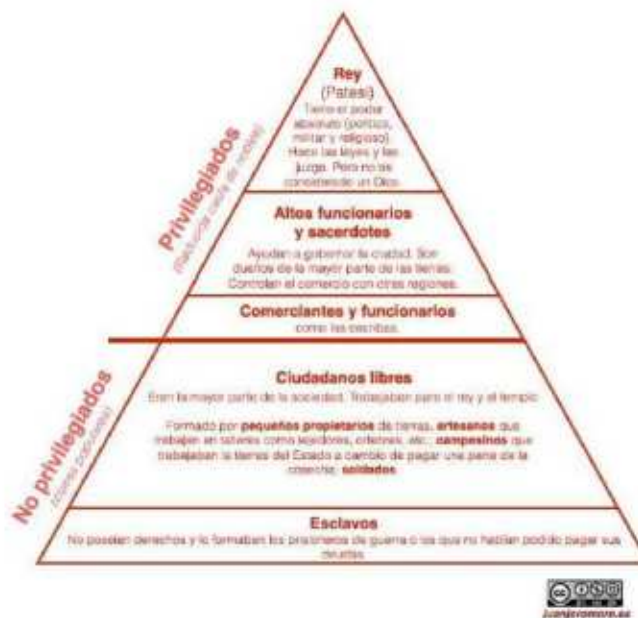 Rey
(Patesi)
Tiene el poder
absoluto (político,
militar y religioso)
Hace las leyes y las
juzga. Pero no es
considerado un Dios.
Privilegiados
Altos funcionarios
y sacerdotes
Ayudan a gobernar la ciudad. Son
dueños de la mayor parte de las tierras.
Controlan el comercio con otras regiones.
Comerciantes y funcionarios
como los escribas.
No privilegiados
(clases populares)
Ciudadanos libres
Eran la mayor parte de la sociedad. Trabajaban para el rey y el templo
Formado por pequeños propietarios de tierras, artesanos que
trabajan en talleres como tejedores, orfebres, etc., campesinos que
trabajaban la tierras del Estado a cambio de pagar una parte de la
cosecha, soldados
Esclavos
No poseían derechos y lo formaban los prisioneros de guerra o los que no habían podido pagar sus
deudas.
juanjoromero.es